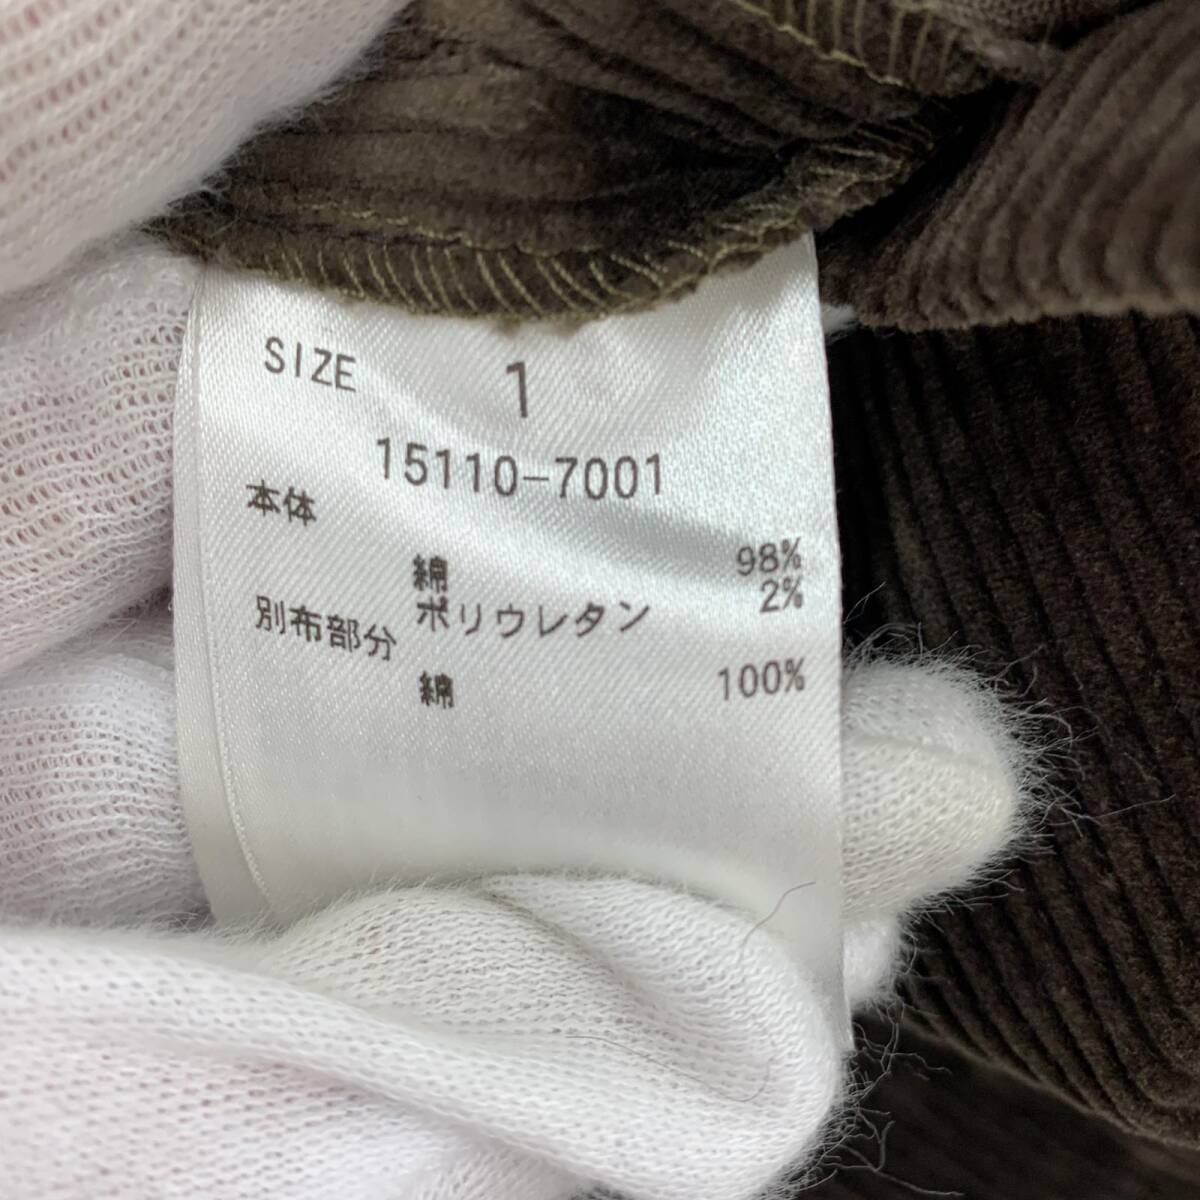 SIZE 1
15110-7001
本体
綿 98%
ポリウレタン 2%
別布部分
綿 100%